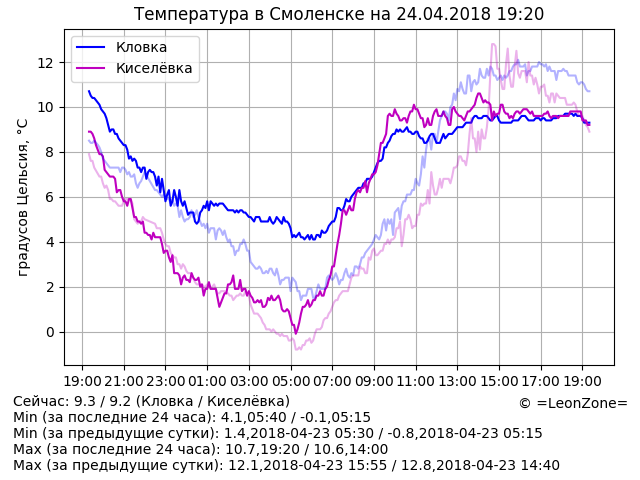 Температура в Смоленске на 24.04.2018 19:20
Кловка
Киселёвка
градусов Цельсия, °C
12
10
8
6
4
2
0
19:00 21:00 23:00 01:00 03:00 05:00 07:00 09:00 11:00 13:00 15:00 17:00 19:00
Сейчас: 9.3 / 9.2 (Кловка / Киселёвка)
© =LeonZone=
Min (за последние 24 часа): 4.1,05:40 / -0.1,05:15
Min (за предыдущие сутки): 1.4,2018-04-23 05:30 / -0.8,2018-04-23 05:15
Max (за последние 24 часа): 10.7,19:20 / 10.6,14:00
Max (за предыдущие сутки): 12.1,2018-04-23 15:55 / 12.8,2018-04-23 14:40